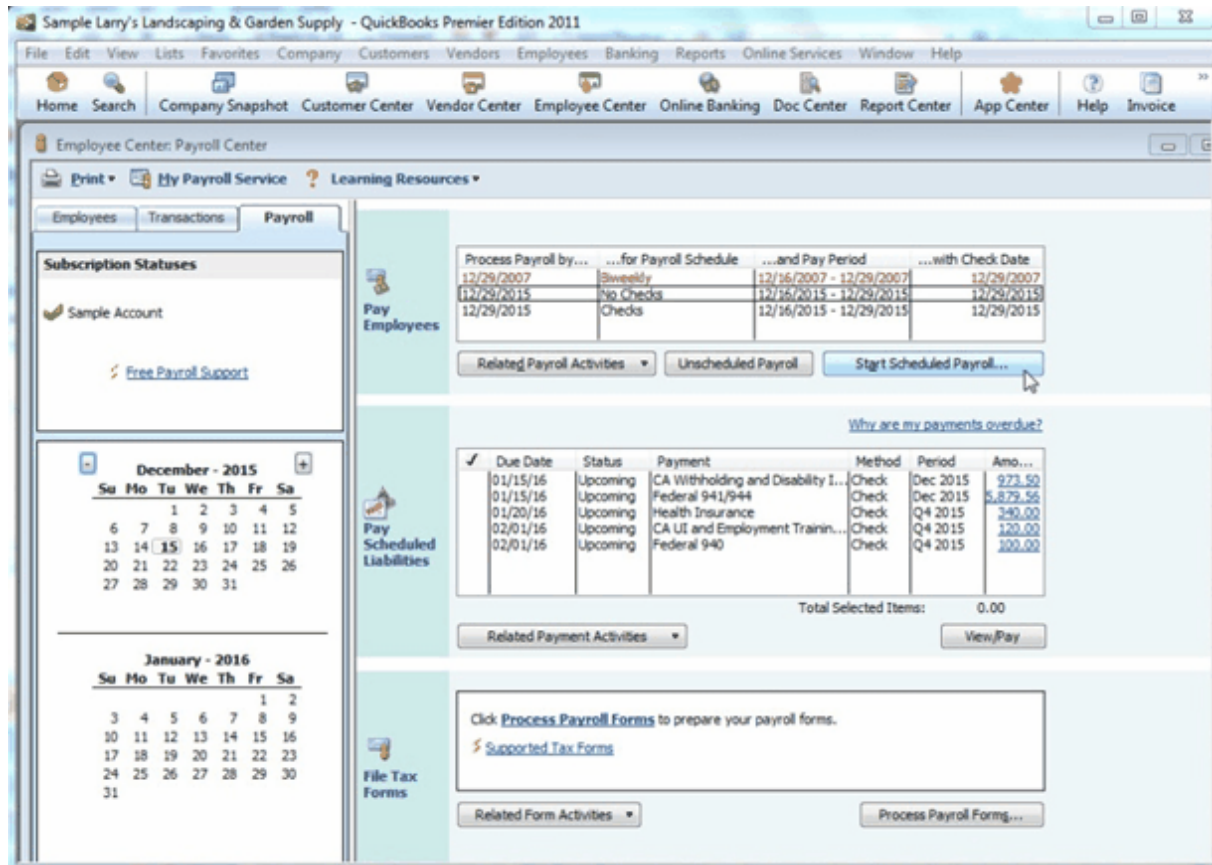 Sample Larry's Landscaping & Garden Supply - QuickBooks Premier Edition 2011
File Edit View Lists Favorites Company Customers Vendors Employees Banking Reports Online Services Window Help
Home Search Company Snapshot Customer Center Vendor Center Employee Center Online Banking Doc Center Report Center App Center Help Invoice »
Employee Center: Payroll Center
Print My Payroll Service ? Learning Resources
Employees Transactions Payroll
Subscription Statuses
Sample Account
Free Payroll Support
- December - 2015 +
Su Mo Tu We Th Fr Sa
1 2 3 4 5
6 7 8 9 10 11 12
13 14 15 16 17 18 19
20 21 22 23 24 25 26
27 28 29 30 31
January - 2016
Su Mo Tu We Th Fr Sa
1 2
3 4 5 6 7 8 9
10 11 12 13 14 15 16
17 18 19 20 21 22 23
24 25 26 27 28 29 30
31
Pay
Employees
Process Payroll by... ...for Payroll Schedule ...and Pay Period ...with Check Date
12/29/2007 Biweekly 12/16/2007 - 12/29/2007 12/29/2007
12/29/2015 No Checks 12/16/2015 - 12/29/2015 12/29/2015
12/29/2015 Checks 12/16/2015 - 12/29/2015 12/29/2015
Related Payroll Activities Unscheduled Payroll Start Scheduled Payroll...
Pay
Scheduled
Liabilities
Why are my payments overdue?
✓ Due Date Status Payment Method Period Amo...
01/15/16 Upcoming CA Withholding and Disability I... Check Dec 2015 973.50
01/15/16 Upcoming Federal 941/944 Check Dec 2015 5,879.56
01/20/16 Upcoming Health Insurance Check Q4 2015 340.00
02/01/16 Upcoming CA UI and Employment Trainin... Check Q4 2015 120.00
02/01/16 Upcoming Federal 940 Check Q4 2015 100.00
Total Selected Items: 0.00
Related Payment Activities View/Pay
File Tax
Forms
Click Process Payroll Forms to prepare your payroll forms.
Supported Tax Forms
Related Form Activities Process Payroll Forms...